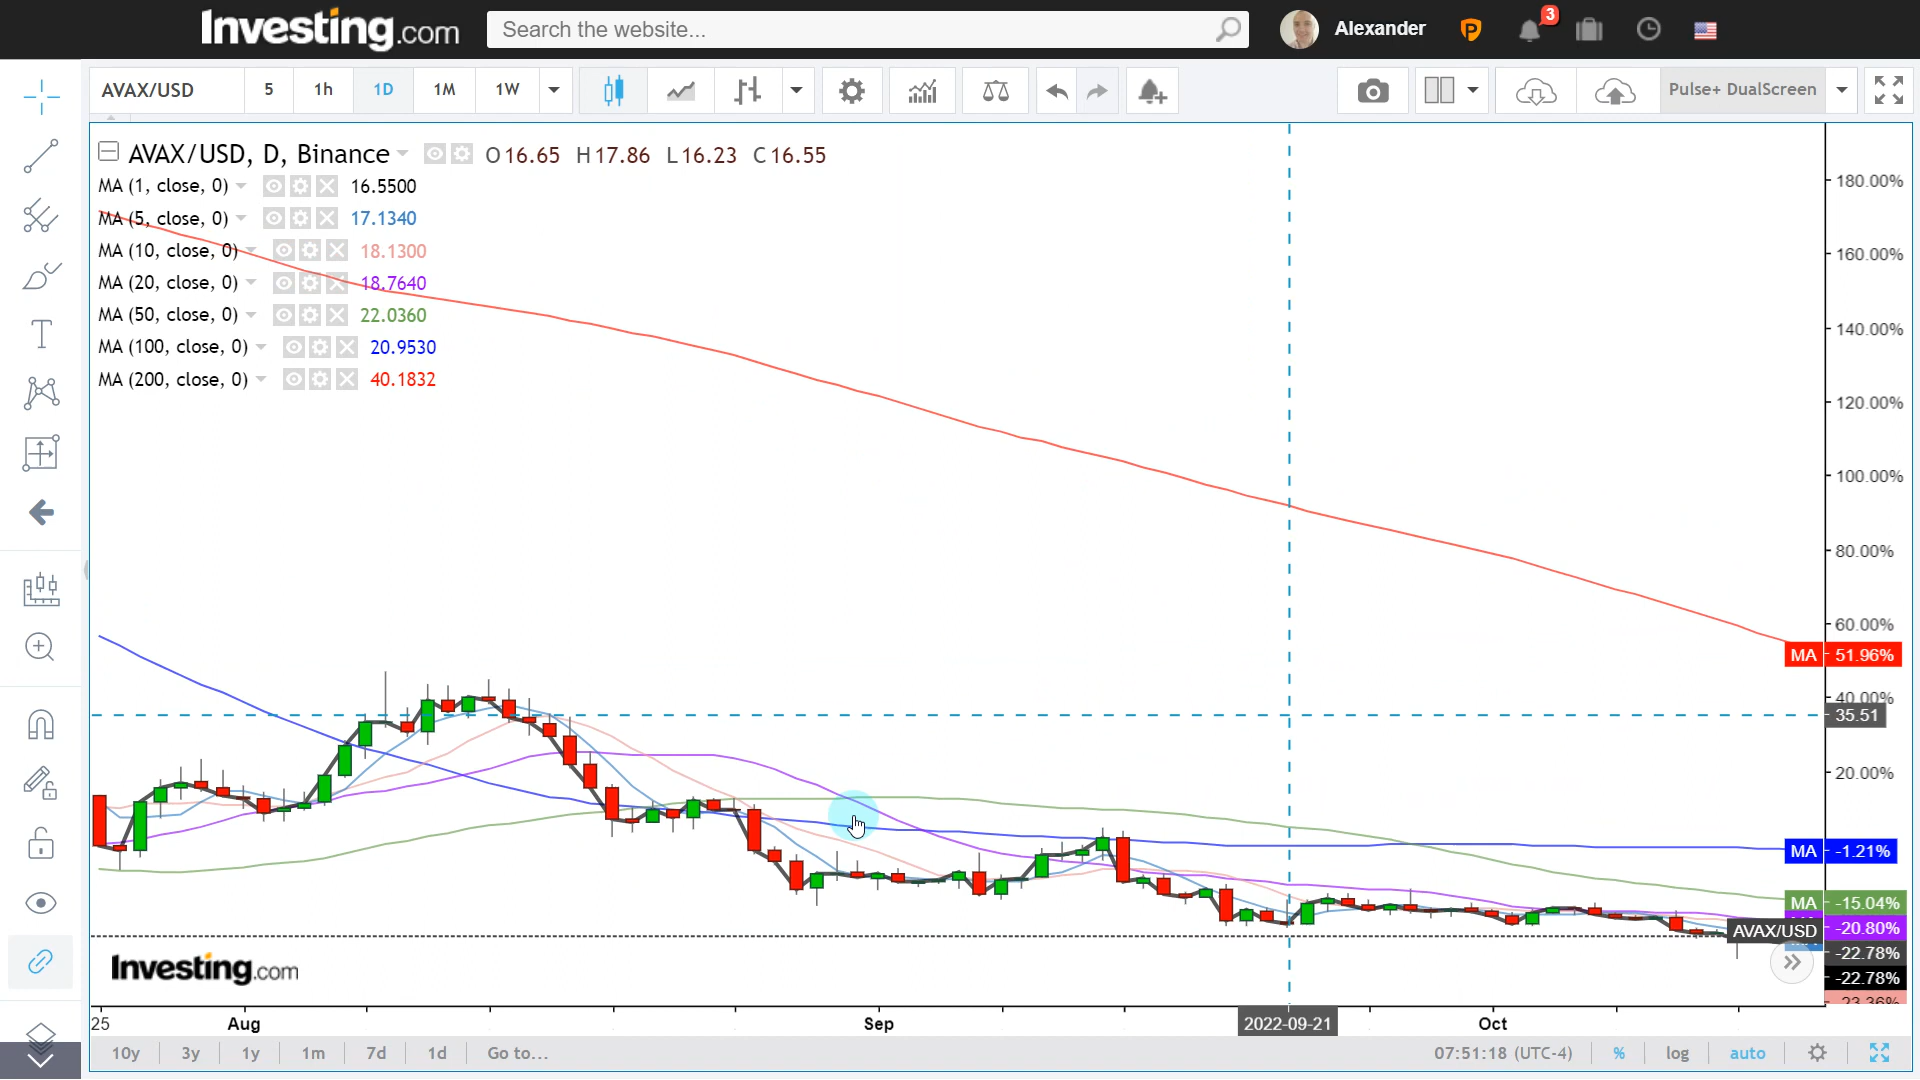 Investing.com
Search the website...
Alexander
3
AVAX/USD
5
1h
1D
1M
1W
Pulse+ DualScreen
AVAX/USD, D, Binance
O16.65 H17.86 L16.23 C16.55
MA (1, close, 0) 16.5500
MA (5, close, 0) 17.1340
MA (10, close, 0) 18.1300
MA (20, close, 0) 18.7640
MA (50, close, 0) 22.0360
MA (100, close, 0) 20.9530
MA (200, close, 0) 40.1832
180.00%
160.00%
140.00%
120.00%
100.00%
80.00%
60.00%
MA 51.96%
40.00%
35.51
20.00%
MA -1.21%
MA -15.04%
-20.80%
AVAX/USD
-22.78%
-22.78%
-23.36%
Investing.com
25
Aug
Sep
2022-09-21
Oct
10y
3y
1y
1m
7d
1d
Go to...
07:51:18 (UTC-4)
%
log
auto